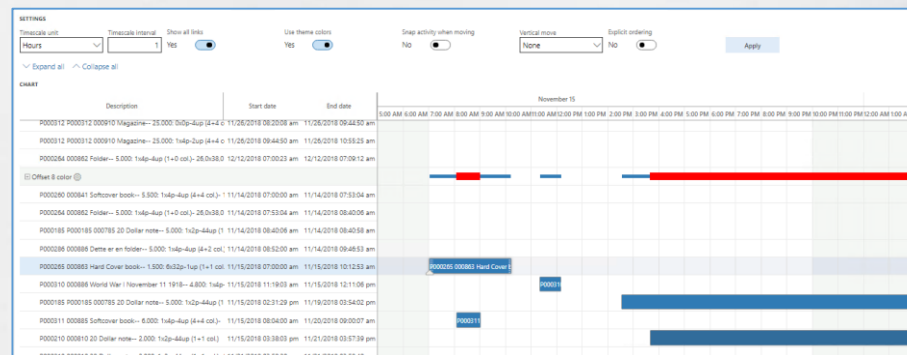 SETTINGS
Timescale unit Timescale interval Show all links Use theme colors Snap activity when moving Vertical move Explicit ordering
Hours 1 Yes Yes No None No Apply
Expand all Collapse all
CHART
November 15
Description Start date End date
5:00 AM 6:00 AM 7:00 AM 8:00 AM 9:00 AM 10:00 AM 11:00 AM 12:00 PM 1:00 PM 2:00 PM 3:00 PM 4:00 PM 5:00 PM 6:00 PM 7:00 PM 8:00 PM 9:00 PM 10:00 PM 11:00 PM 12:00 AM 1:00 A
P000312 P000312 000910 Magazine-- 25.000: 0x0p-4up (4+4 c 11/26/2018 08:20:08 am 11/26/2018 09:44:50 am
P000312 P000312 000910 Magazine-- 25.000: 1x4p-2up (4+4 c 11/26/2018 09:44:50 am 11/26/2018 10:55:25 am
P000264 000862 Folder-- 5.000: 1x4p-4up (1+0 col.)- 26,0x38,0 12/12/2018 07:00:23 am 12/12/2018 07:09:12 am
Offset 8 color
P000260 000841 Softcover book-- 5.500: 1x4p-4up (4+4 col.)- 11/14/2018 07:00:00 am 11/14/2018 07:53:04 am
P000264 000862 Folder-- 5.000: 1x4p-4up (1+0 col.)- 26,0x38,0 11/14/2018 07:53:04 am 11/14/2018 08:40:06 am
P000185 P000185 000785 20 Dollar note-- 5.000: 1x2p-44up (1 11/14/2018 08:40:06 am 11/14/2018 08:40:58 am
P000286 000886 Dette er en folder-- 5.000: 1x4p-4up (4+2 col. 11/14/2018 08:52:00 am 11/14/2018 09:46:53 am
P000265 000863 Hard Cover book-- 1.500: 6x32p-1up (1+1 col 11/15/2018 07:00:00 am 11/15/2018 10:12:53 am P000265 000863 Hard Cover
P000310 000886 World War I November 11 1918-- 4.800: 1x4p- 11/15/2018 11:19:03 am 11/15/2018 12:11:06 pm P00031
P000185 P000185 000785 20 Dollar note-- 5.000: 1x2p-44up (1 11/15/2018 02:31:29 pm 11/19/2018 03:54:02 pm
P000311 000885 Softcover book-- 6.000: 1x4p-4up (4+4 col.)- 11/15/2018 08:04:00 am 11/20/2018 09:00:07 am P000311
P000210 000810 20 Dollar note-- 2.000: 1x2p-44up (1+1 col.) 11/15/2018 03:38:03 pm 11/21/2018 03:57:39 pm